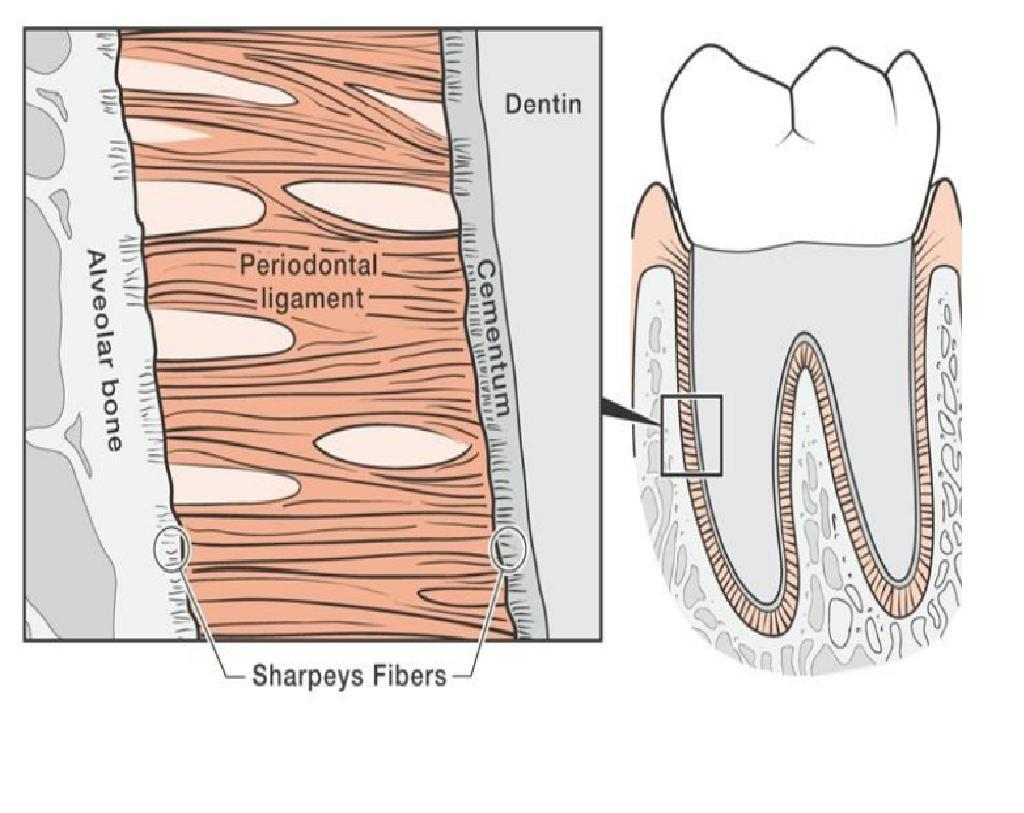 Dentin
Alveolar bone
Periodontal
ligament
Cementum
Sharpeys Fibers